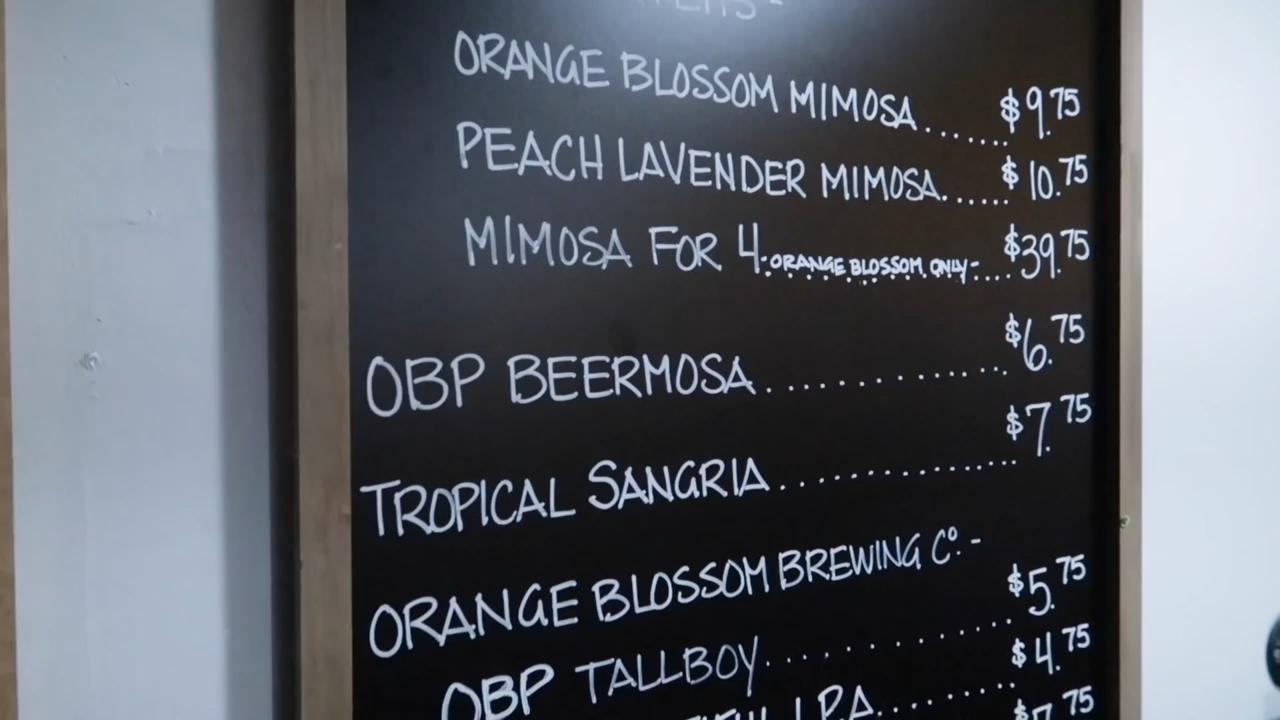 ORANGE BLOSSOM MIMOSA......$9.75
PEACH LAVENDER MIMOSA......$10.75
MIMOSA FOR 4-ORANGE BLOSSOM ONLY-....$39.75
OBP BEERMOSA..............$6.75
TROPICAL SANGRIA..............$7.75
ORANGE BLOSSOM BREWING Cº.-
OBP TALLBOY..............$5.75
I.P.A..........$4.75